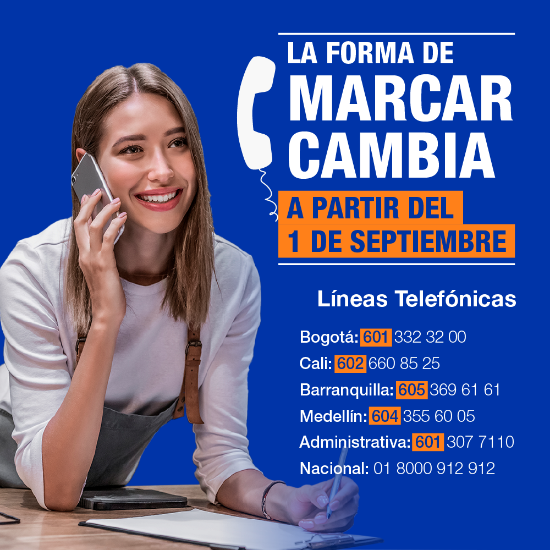 LA FORMA DE
MARCAR
CAMBIA
A PARTIR DEL
1 DE SEPTIEMBRE
Líneas Telefónicas
Bogotá: 601 332 32 00
Cali: 602 660 85 25
Barranquilla: 605 369 61 61
Medellín: 604 355 60 05
Administrativa: 601 307 7110
Nacional: 01 8000 912 912